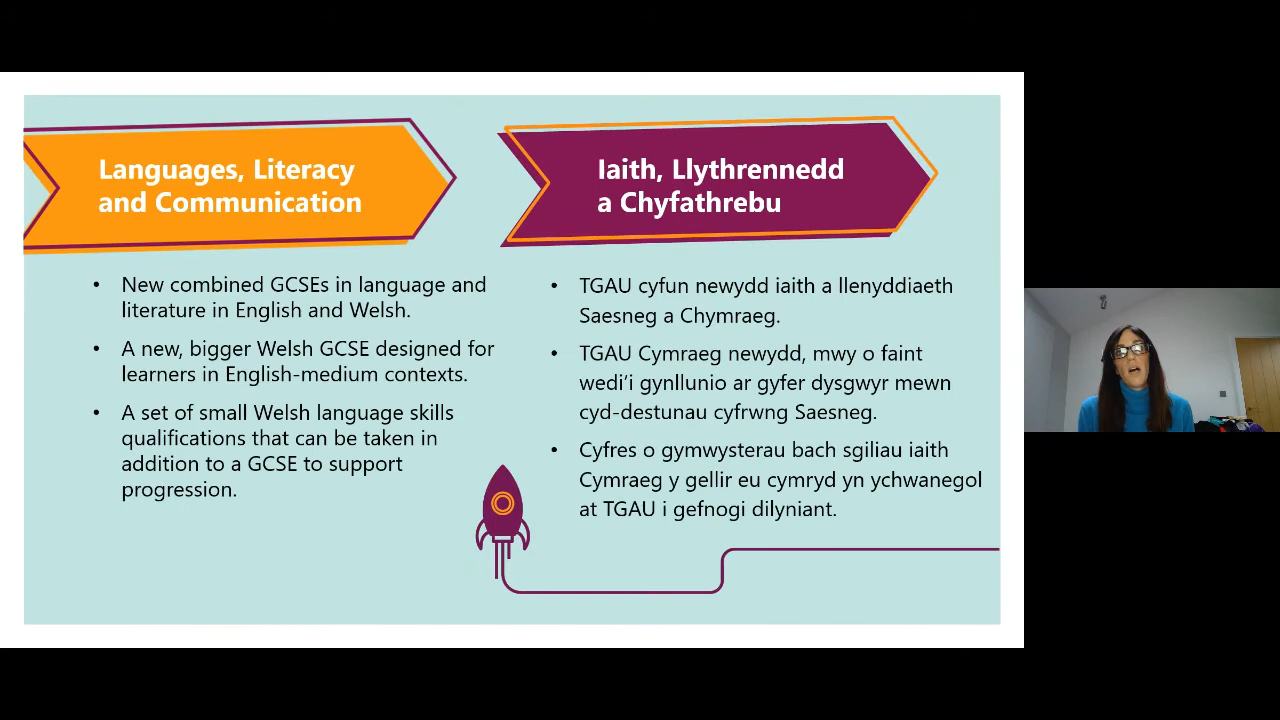 Languages, Literacy
and Communication
• New combined GCSEs in language and
literature in English and Welsh.
• A new, bigger Welsh GCSE designed for
learners in English-medium contexts.
• A set of small Welsh language skills
qualifications that can be taken in
addition to a GCSE to support
progression.
Iaith, Llythrennedd
a Chyfathrebu
• TGAU cyfun newydd iaith a llenyddiaeth
Saesneg a Chymraeg.
• TGAU Cymraeg newydd, mwy o faint
wedi’i gynllunio ar gyfer dysgwyr mewn
cyd-destunau cyfrwng Saesneg.
• Cyfres o gymwysterau bach sgiliau iaith
Cymraeg y gellir eu cymryd yn ychwanegol
at TGAU i gefnogi dilyniant.